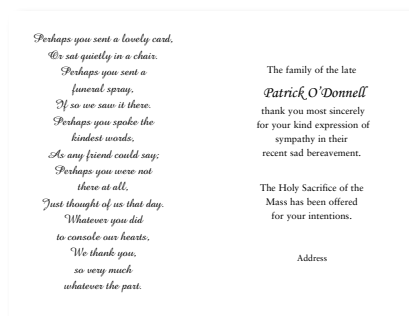 Perhaps you sent a lovely card,
Or sat quietly in a chair.
Perhaps you sent a
funeral spray,
If so we saw it there.
Perhaps you spoke the
kindest words,
As any friend could say;
Perhaps you were not
there at all,
Just thought of us that day.
Whatever you did
to console our hearts,
We thank you,
so very much
whatever the part.
The family of the late
Patrick O'Donnell
thank you most sincerely
for your kind expression of
sympathy in their
recent sad bereavement.
The Holy Sacrifice of the
Mass has been offered
for your intentions.
Address